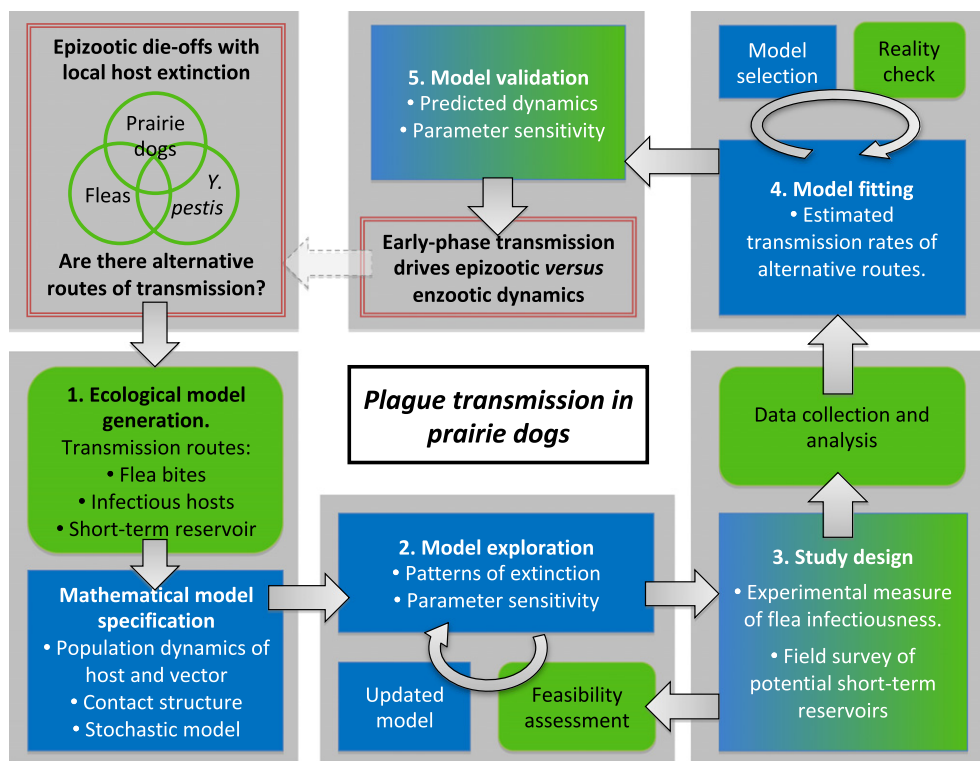 Epizootic die-offs with
local host extinction
Prairie
dogs
Fleas
Y.
pestis
Are there alternative
routes of transmission?
1. Ecological model
generation.
Transmission routes:
• Flea bites
• Infectious hosts
• Short-term reservoir
Mathematical model
specification
• Population dynamics of
host and vector
• Contact structure
• Stochastic model
2. Model exploration
• Patterns of extinction
• Parameter sensitivity
Updated
model
Feasibility
assessment
3. Study design
• Experimental measure
of flea infectiousness.
• Field survey of
potential short-term
reservoirs
Data collection and
analysis
4. Model fitting
• Estimated
transmission rates of
alternative routes.
Model
selection
Reality
check
5. Model validation
• Predicted dynamics
• Parameter sensitivity
Early-phase transmission
drives epizootic versus
enzootic dynamics
Plague transmission in
prairie dogs